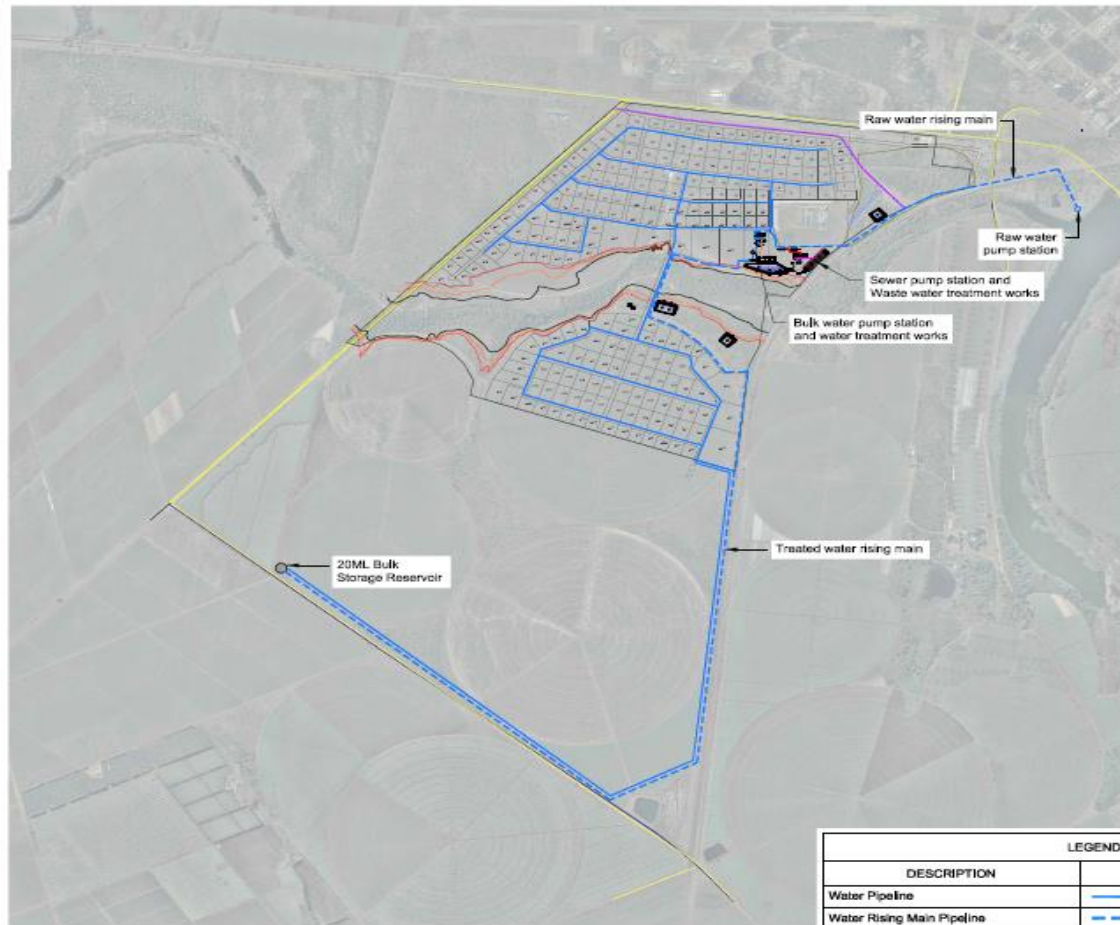 Raw water rising main
Raw water
pump station
Sewer pump station and
Waste water treatment works
Bulk water pump station
and water treatment works
Treated water rising main
20ML Bulk
Storage Reservoir
LEGEND
DESCRIPTION
Water Pipeline
Water Rising Main Pipeline